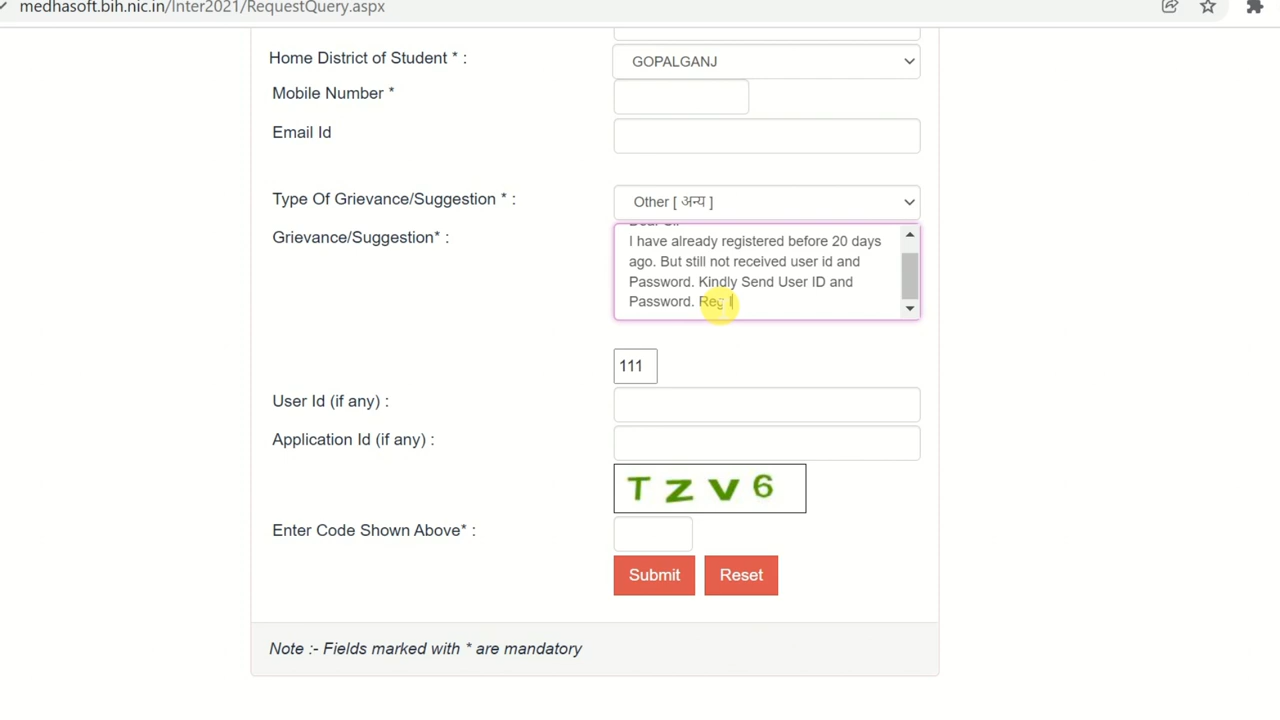 medhasoft.bih.nic.in/Inter2021/RequestQuery.aspx
Home District of Student * :
GOPALGANJ
Mobile Number *
Email Id
Type Of Grievance/Suggestion * :
Other [ अन्य ]
Grievance/Suggestion* :
I have already registered before 20 days
ago. But still not received user id and
Password. Kindly Send User ID and
Password. Reg I
111
User Id (if any) :
Application Id (if any) :
T Z V 6
Enter Code Shown Above* :
Submit
Reset
Note :- Fields marked with * are mandatory